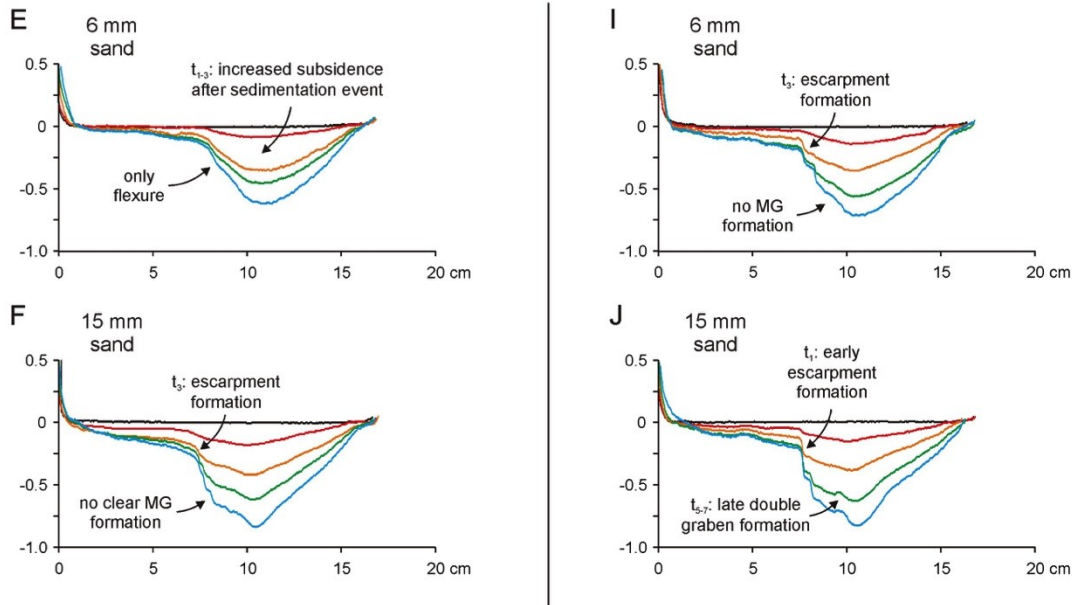 E
6 mm
sand
0.5
0
-0.5
-1.0
t1-3: increased subsidence
after sedimentation event
only
flexure
0 5 10 15 20 cm
I
6 mm
sand
0.5
0
-0.5
-1.0
t3: escarpment
formation
no MG
formation
0 5 10 15 20 cm
F
15 mm
sand
0.5
0
-0.5
-1.0
t3: escarpment
formation
no clear MG
formation
0 5 10 15 20 cm
J
15 mm
sand
0.5
0
-0.5
-1.0
t1: early
escarpment
formation
t5-7: late double
graben formation
0 5 10 15 20 cm